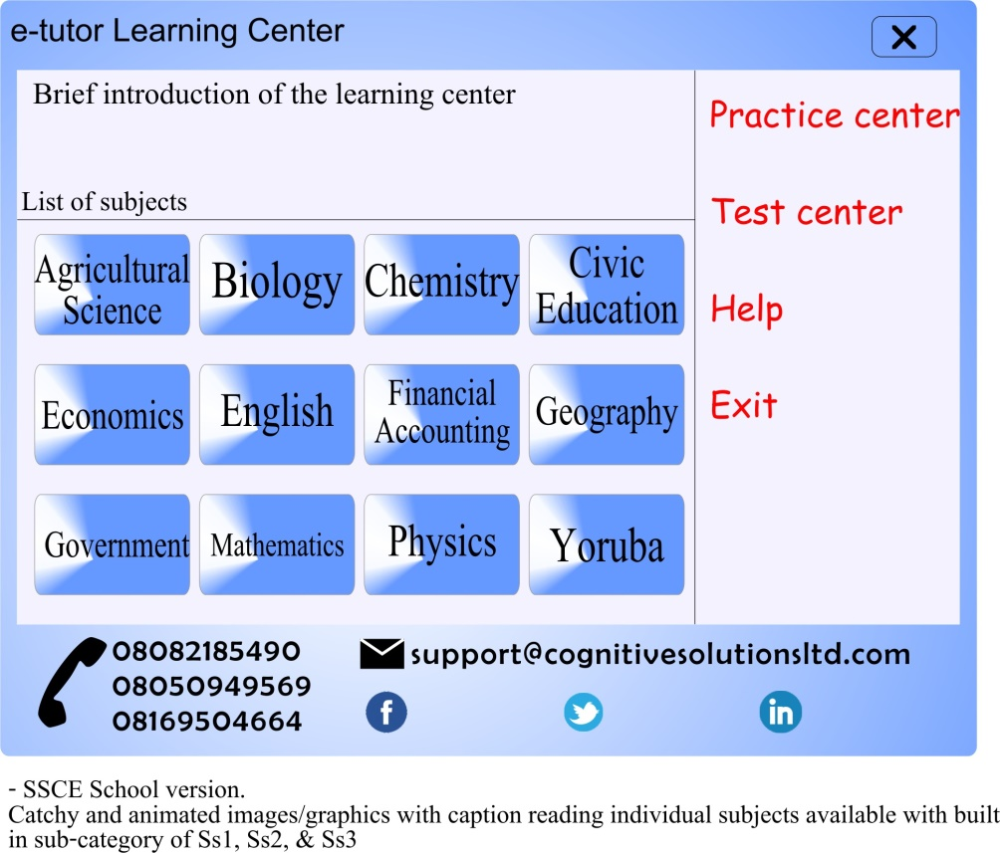 e-tutor Learning Center
Brief introduction of the learning center
List of subjects
Agricultural
Science
Biology
Chemistry
Civic
Education
Economics
English
Financial
Accounting
Geography
Government
Mathematics
Physics
Yoruba
Practice center
Test center
Help
Exit
08082185490
08050949569
08169504664
support@cognitivesolutionsltd.com
f
in
- SSCE School version.
Catchy and animated images/graphics with caption reading individual subjects available with built
in sub-category of Ss1, Ss2, & Ss3